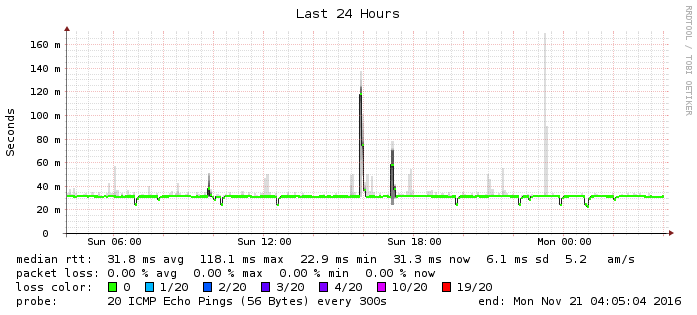 Last 24 Hours
RRDTOOL / TOBI OETIKER
Seconds
160 m
140 m
120 m
100 m
80 m
60 m
40 m
20 m
0
Sun 06:00 Sun 12:00 Sun 18:00 Mon 00:00
median rtt: 31.8 ms avg 118.1 ms max 22.9 ms min 31.3 ms now 6.1 ms sd 5.2 am/s
packet loss: 0.00 % avg 0.00 % max 0.00 % min 0.00 % now
loss color: 0 1/20 2/20 3/20 4/20 10/20 19/20
probe: 20 ICMP Echo Pings (56 Bytes) every 300s end: Mon Nov 21 04:05:04 2016